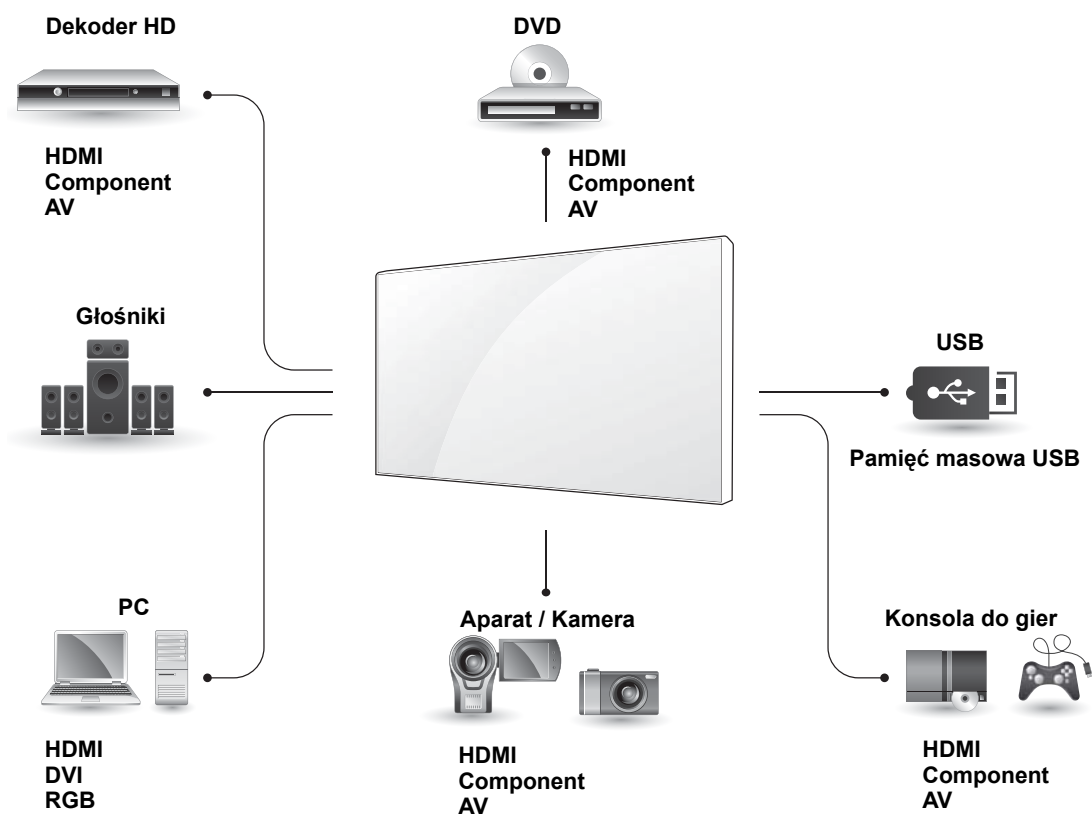 Dekoder HD
HDMI
Component
AV
DVD
HDMI
Component
AV
Głośniki
USB
Pamięć masowa USB
PC
HDMI
DVI
RGB
Aparat / Kamera
HDMI
Component
AV
Konsola do gier
HDMI
Component
AV